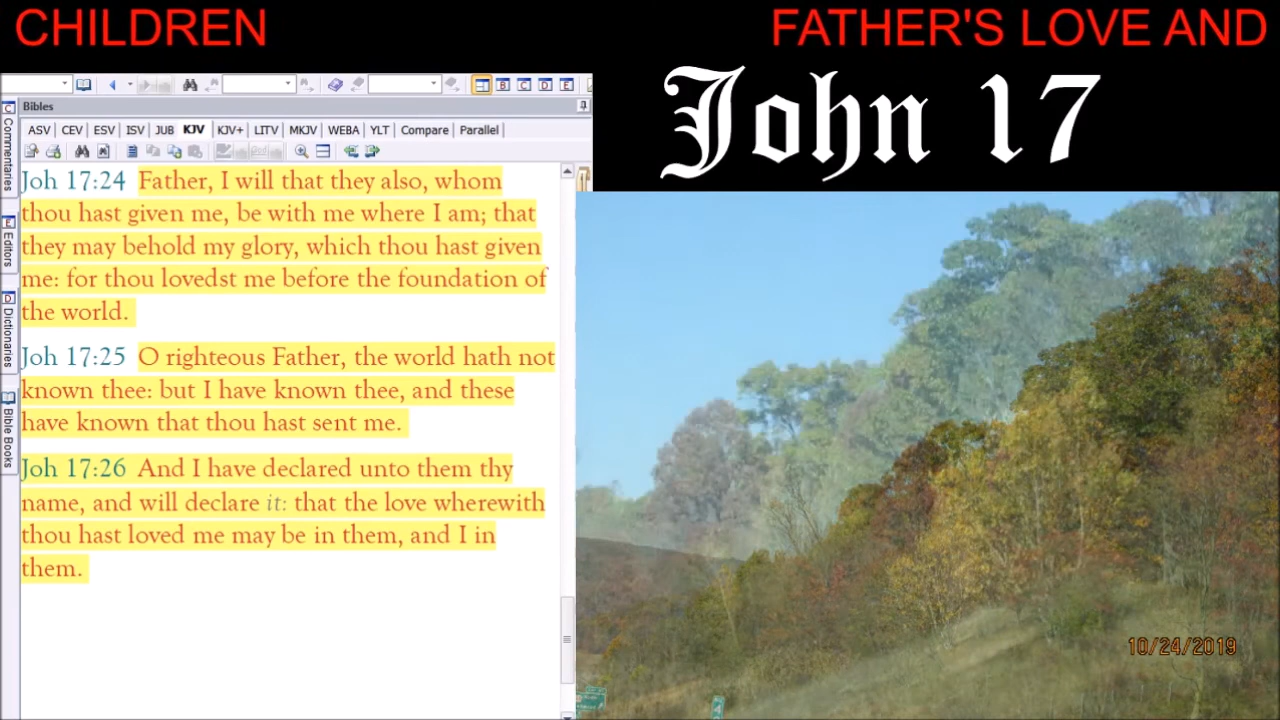 CHILDREN
FATHER'S LOVE AND
John 17
Bibles
ASV CEV ESV ISV JUB KJV KJV+ LITV MKJV WEBA YLT Compare Parallel
Commentaries
Editors
Dictionaries
Bible Books
Joh 17:24 Father, I will that they also, whom
thou hast given me, be with me where I am; that
they may behold my glory, which thou hast given
me: for thou lovedst me before the foundation of
the world.
Joh 17:25 O righteous Father, the world hath not
known thee: but I have known thee, and these
have known that thou hast sent me.
Joh 17:26 And I have declared unto them thy
name, and will declare it: that the love wherewith
thou hast loved me may be in them, and I in
them.
10/24/2019
4